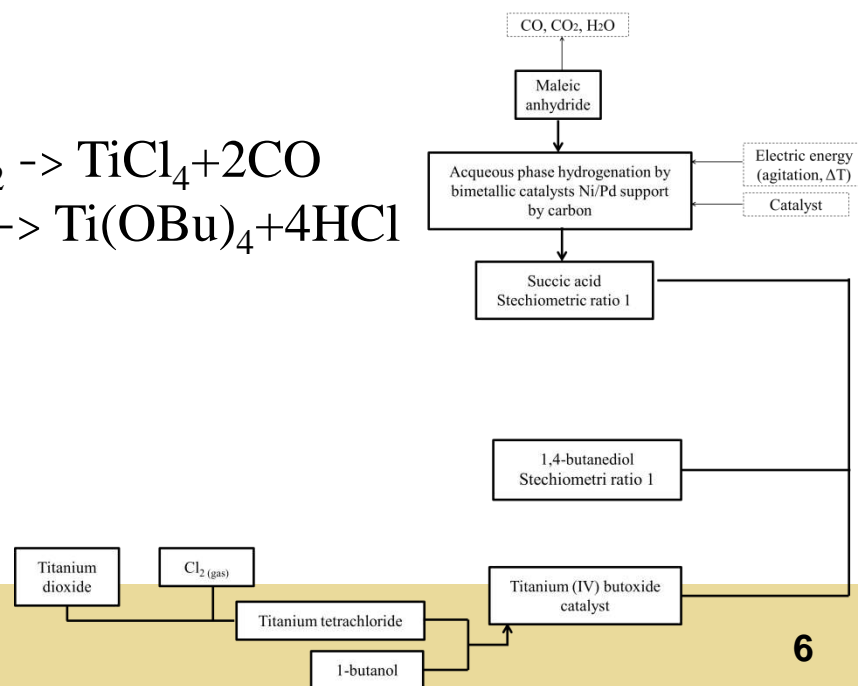 CO, CO₂, H₂O
Maleic
anhydride
₂ -> TiCl₄+2CO
-> Ti(OBu)₄+4HCl
Acqueous phase hydrogenation by
bimetallic catalysts Ni/Pd support
by carbon
Electric energy
(agitation, ΔT)
Catalyst
Succic acid
Stechiometric ratio 1
1,4-butanediol
Stechiometri ratio 1
Titanium
dioxide
Cl₂ (gas)
Titanium (IV) butoxide
catalyst
Titanium tetrachloride
1-butanol
6